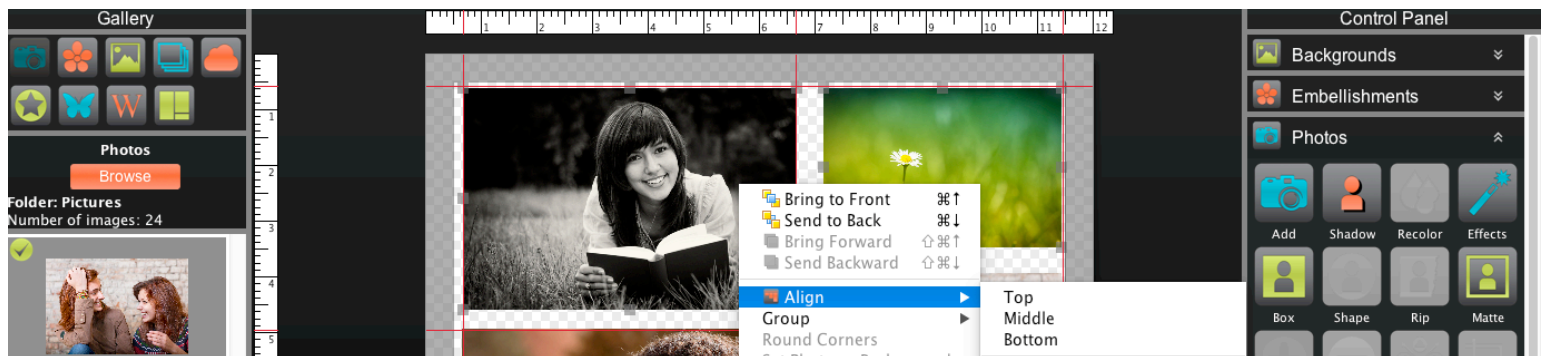 Gallery
W
Photos
Browse
Folder: Pictures
Number of images: 24
1 2 3 4 5 6 7 8 9 10 11 12
1
2
3
4
5
Bring to Front ⌘↑
Send to Back ⌘↓
Bring Forward ⇧⌘↑
Send Backward ⇧⌘↓
Align
Group
Round Corners
Top
Middle
Bottom
Control Panel
Backgrounds
Embellishments
Photos
Add Shadow Recolor Effects
Box Shape Rip Matte